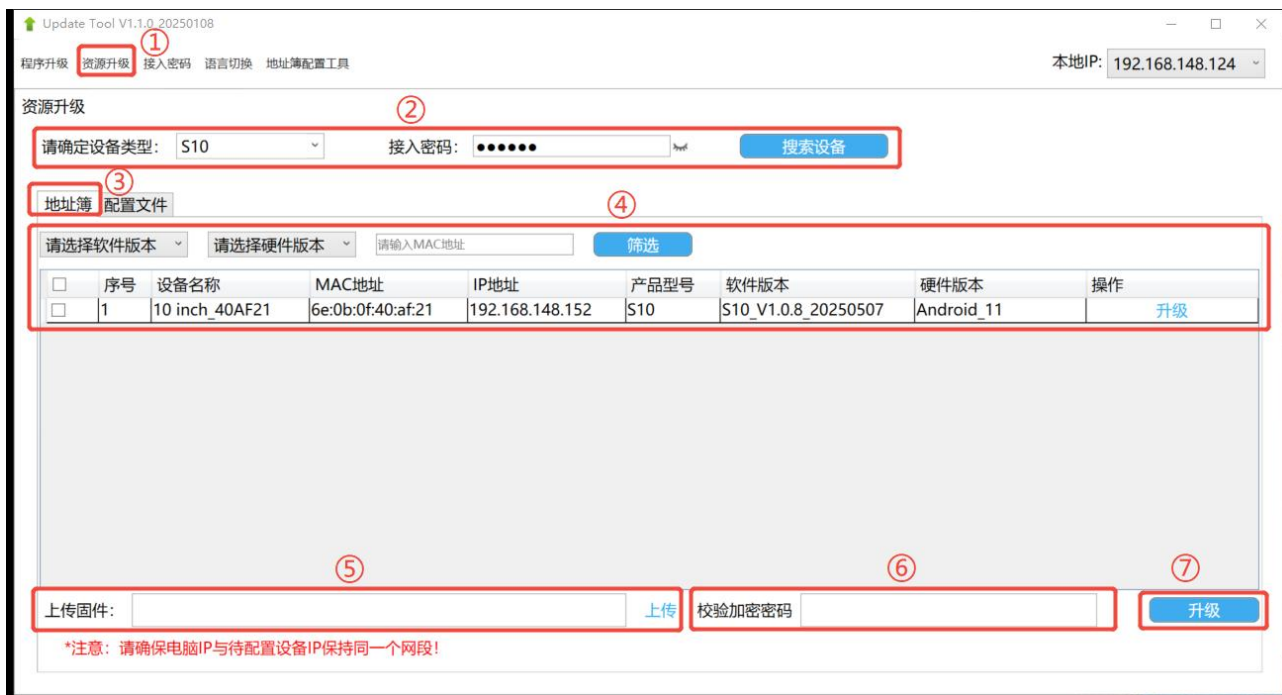 Update Tool V1.1.0_20250108
①
程序升级 资源升级 接入密码 语言切换 地址簿配置工具 本地IP: 192.168.148.124
资源升级
②
请确定设备类型: S10 接入密码: ●●●●●● 搜索设备
③
地址簿 配置文件
④
请选择软件版本 请选择硬件版本 请输入MAC地址 筛选
序号 设备名称 MAC地址 IP地址 产品型号 软件版本 硬件版本 操作
1 10 inch_40AF21 6e:0b:0f:40:af:21 192.168.148.152 S10 S10_V1.0.8_20250507 Android_11 升级
⑤ ⑥ ⑦
上传固件: 上传 校验加密密码 升级
*注意：请确保电脑IP与待配置设备IP保持同一个网段！